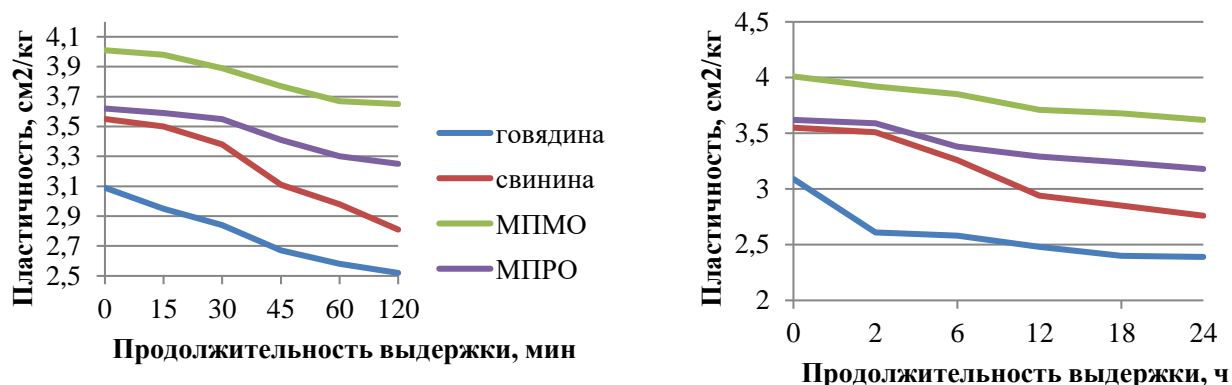 Пластичность, см2/кг
4,1
3,9
3,7
3,5
3,3
3,1
2,9
2,7
2,5
0 15 30 45 60 120
Продолжительность выдержки, мин
говядина
свинина
МПМО
МПРО
Пластичность, см2/кг
4,5
4
3,5
3
2,5
2
0 2 6 12 18 24
Продолжительность выдержки, ч